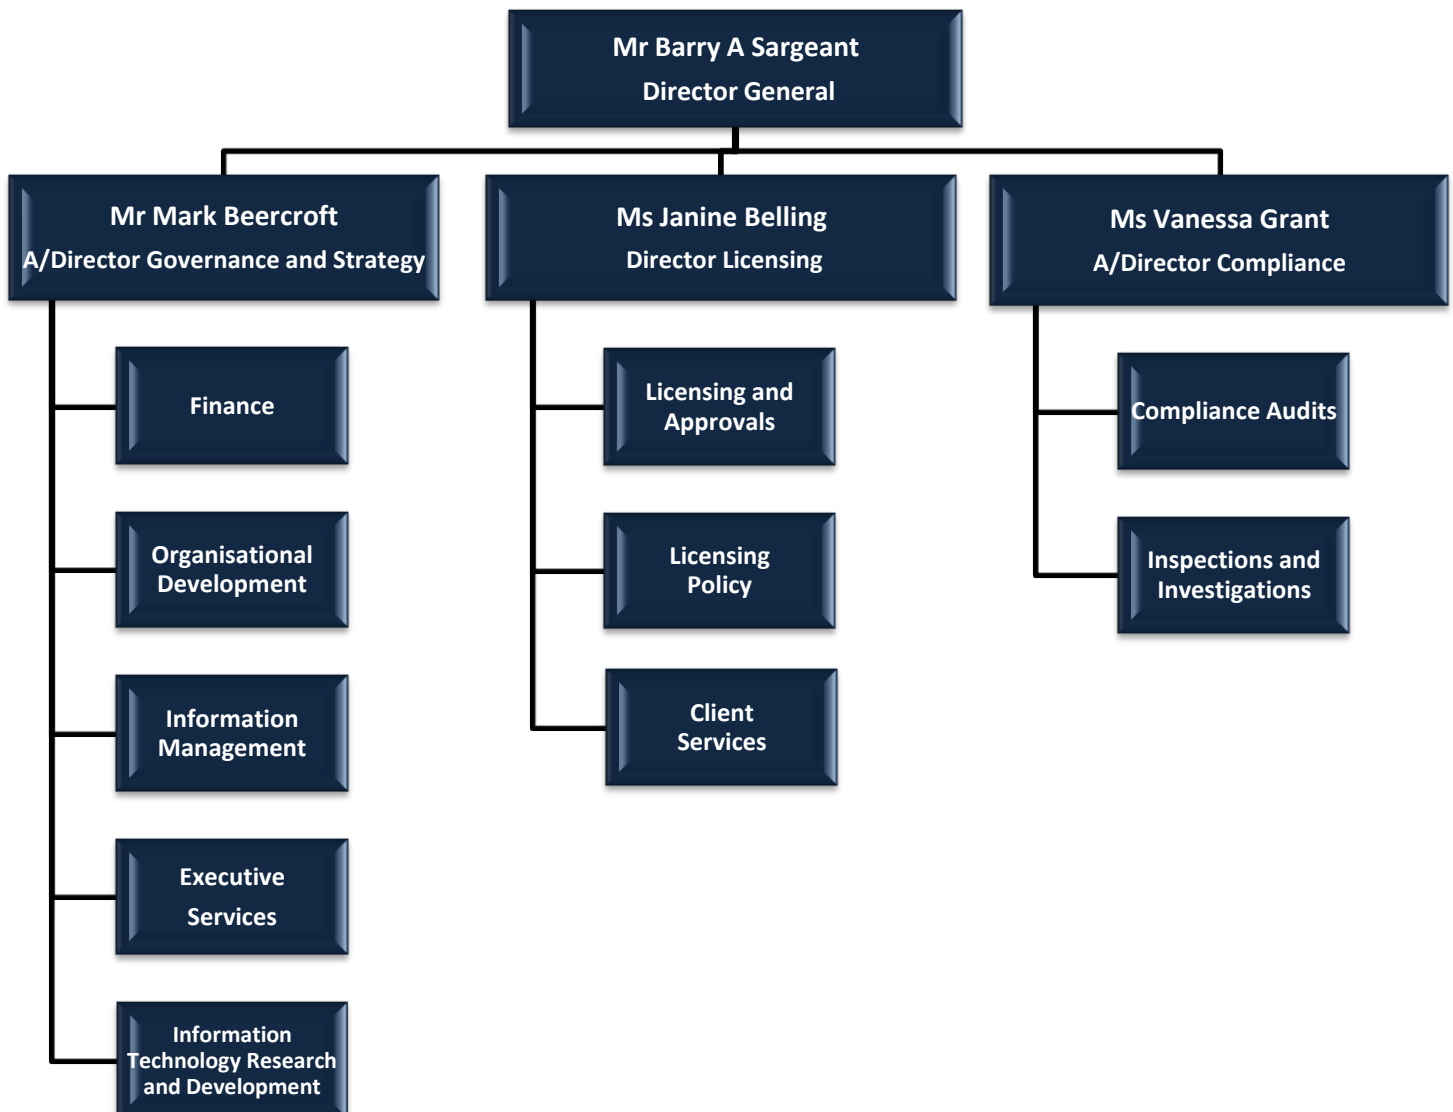 Mr Barry A Sargeant
Director General
Mr Mark Beercroft
A/Director Governance and Strategy
Ms Janine Belling
Director Licensing
Ms Vanessa Grant
A/Director Compliance
Finance
Organisational
Development
Information
Management
Executive
Services
Information
Technology Research
and Development
Licensing and
Approvals
Licensing
Policy
Client
Services
Compliance Audits
Inspections and
Investigations